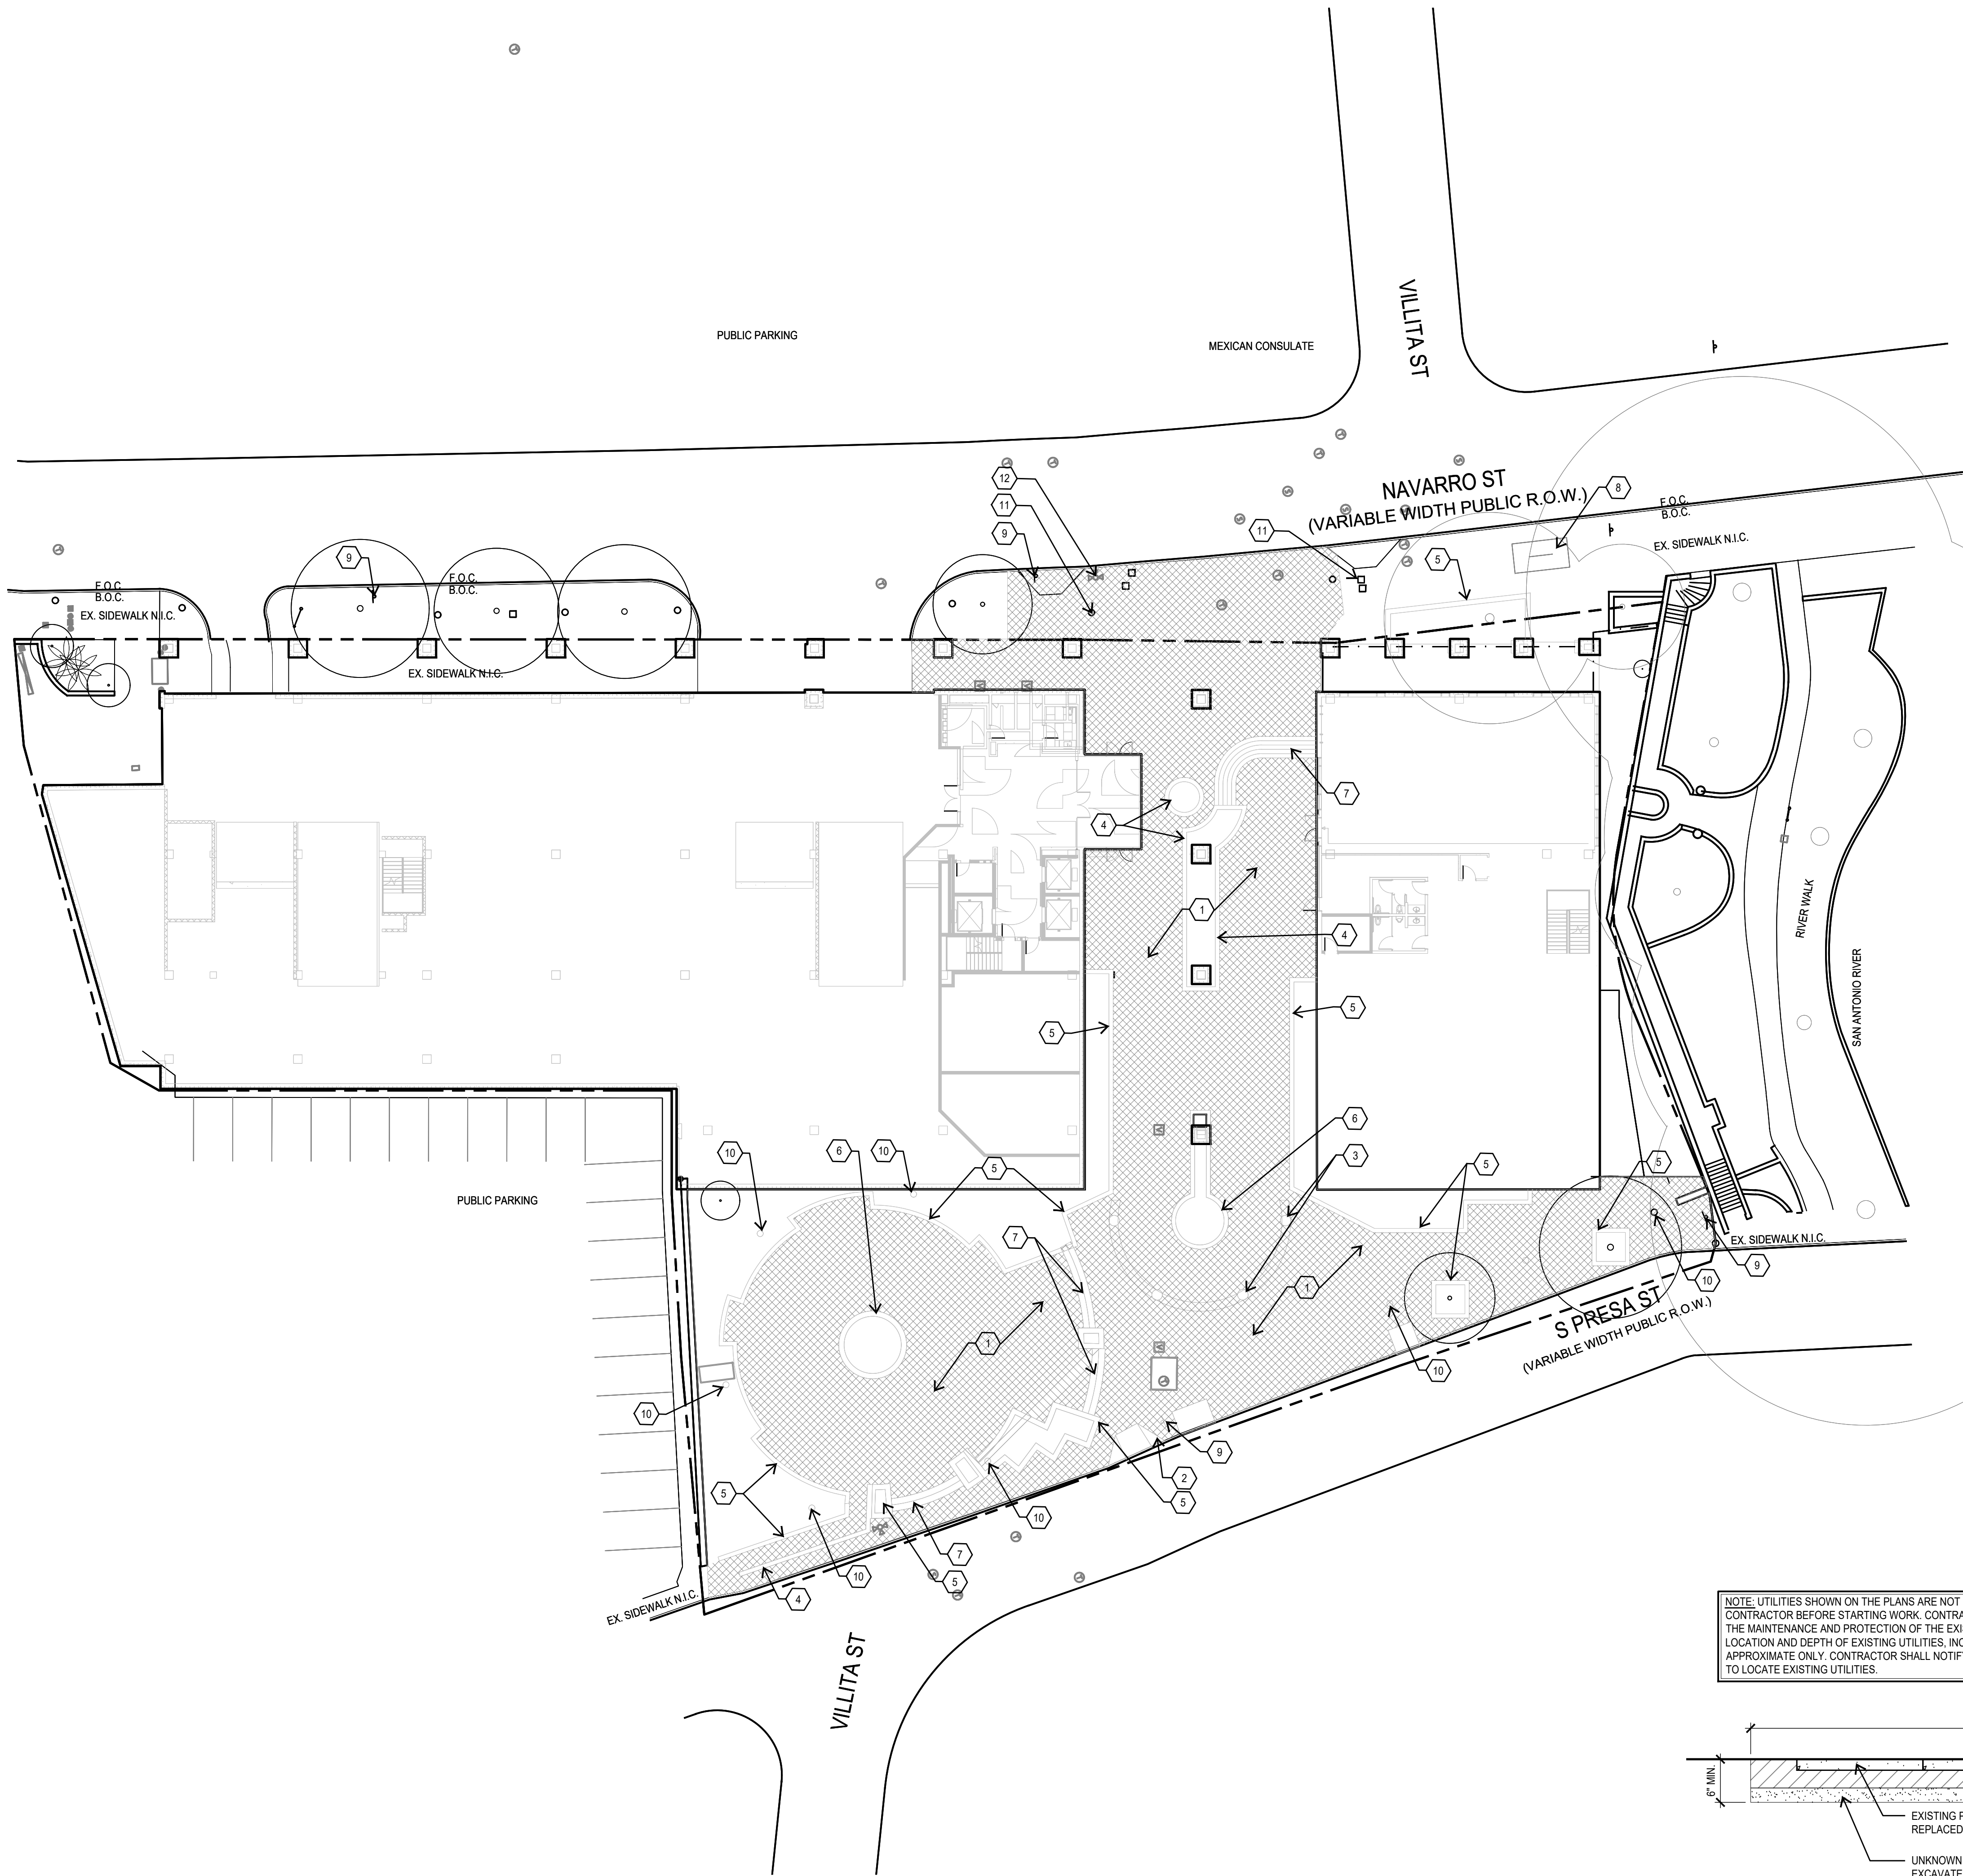 VILLITA ST
PUBLIC PARKING
MEXICAN CONSULATE
12
11
9
NAVARRO ST
(VARIABLE WIDTH PUBLIC R.O.W.)
8
11
5
F.O.C.
B.O.C.
EX. SIDEWALK N.I.C.
9
F.O.C.
B.O.C.
EX. SIDEWALK N.I.C.
F.O.C.
B.O.C.
EX. SIDEWALK N.I.C.
7
4
1
4
5
5
RIVER WALK
SAN ANTONIO RIVER
6
3
10
6
10
5
5
5
PUBLIC PARKING
7
EX. SIDEWALK N.I.C.
9
10
1
1
S PRESA ST
(VARIABLE WIDTH PUBLIC R.O.W.)
10
10
9
2
5
5
10
7
10
5
4
EX. SIDEWALK N.I.C.
VILLITA ST
NOTE: UTILITIES SHOWN ON THE PLANS ARE NOT
CONTRACTOR BEFORE STARTING WORK. CONTRA
THE MAINTENANCE AND PROTECTION OF THE EXI
LOCATION AND DEPTH OF EXISTING UTILITIES, INC
APPROXIMATE ONLY. CONTRACTOR SHALL NOTIF
TO LOCATE EXISTING UTILITIES.
6" MIN.
EXISTING
REPLACED
UNKNOWN
EXCAVATE